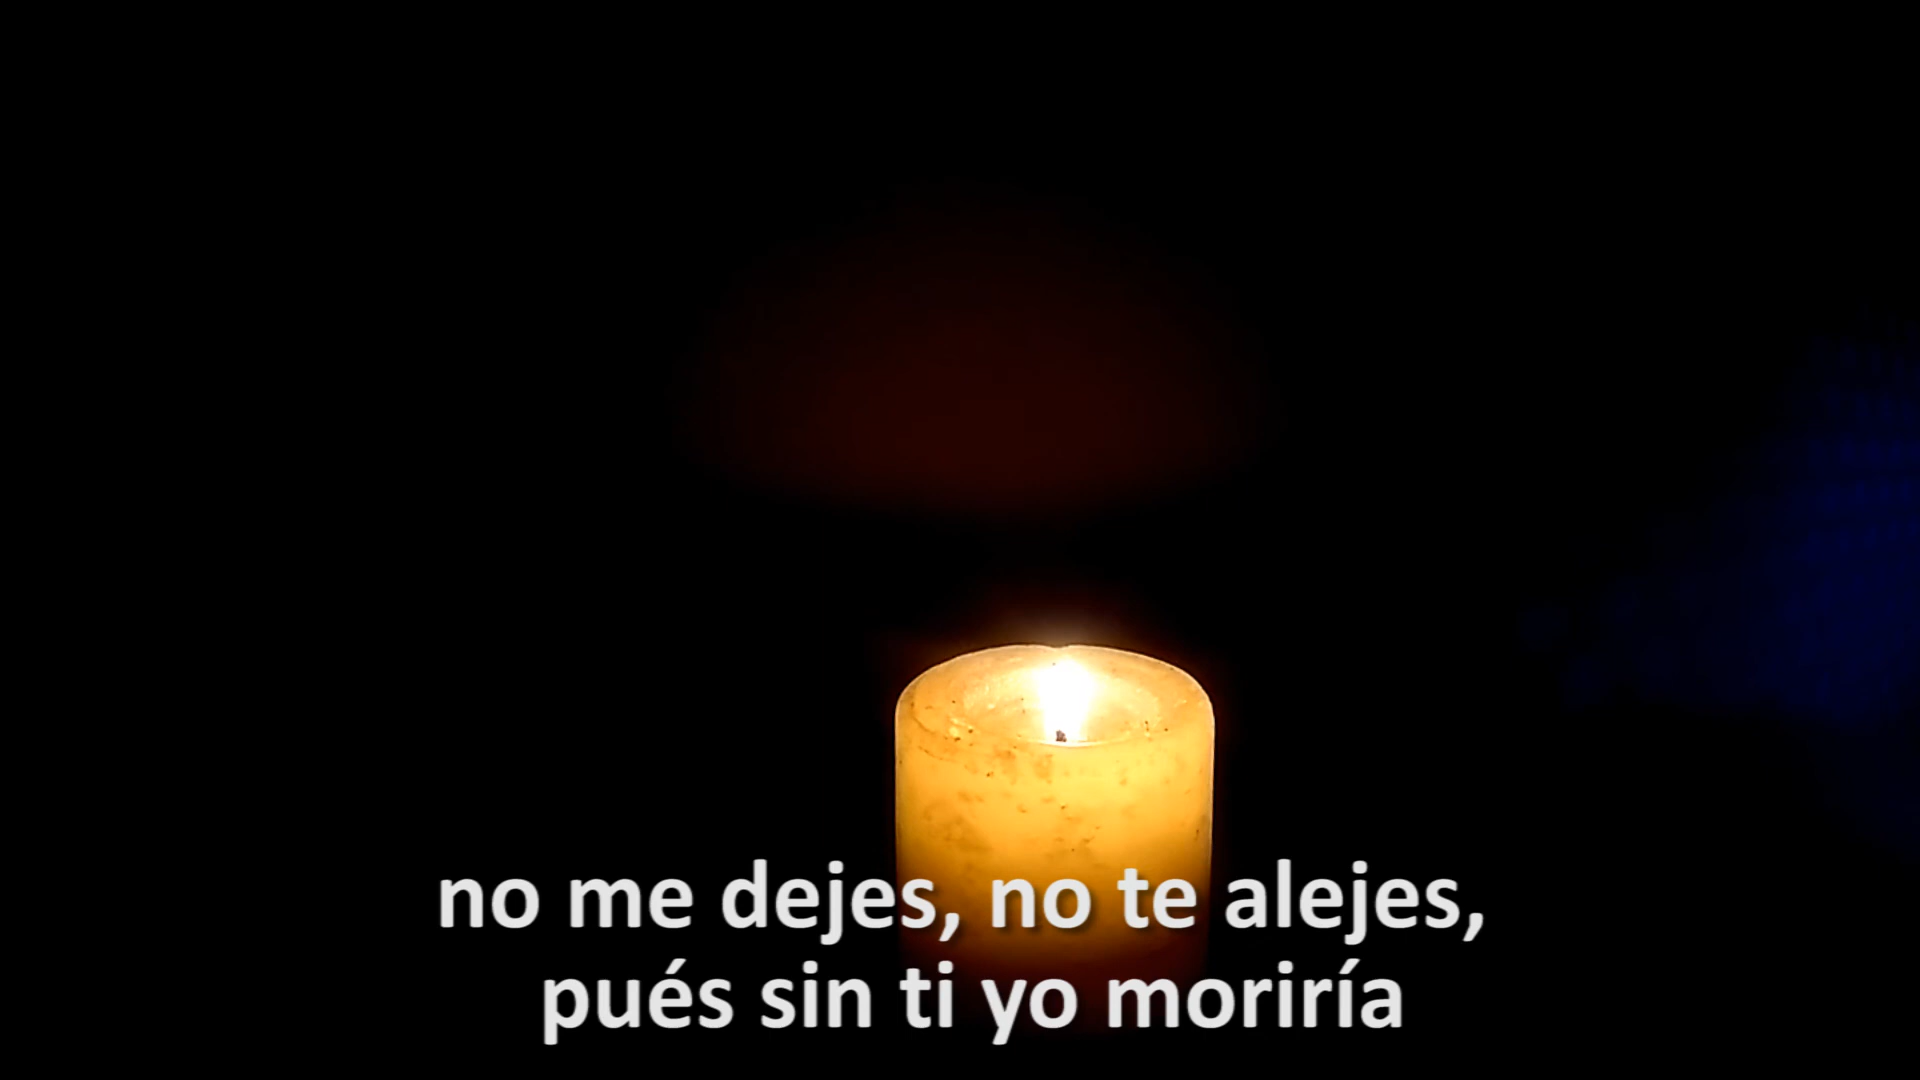 no me dejes, no te alejes,
pués sin ti yo moriría